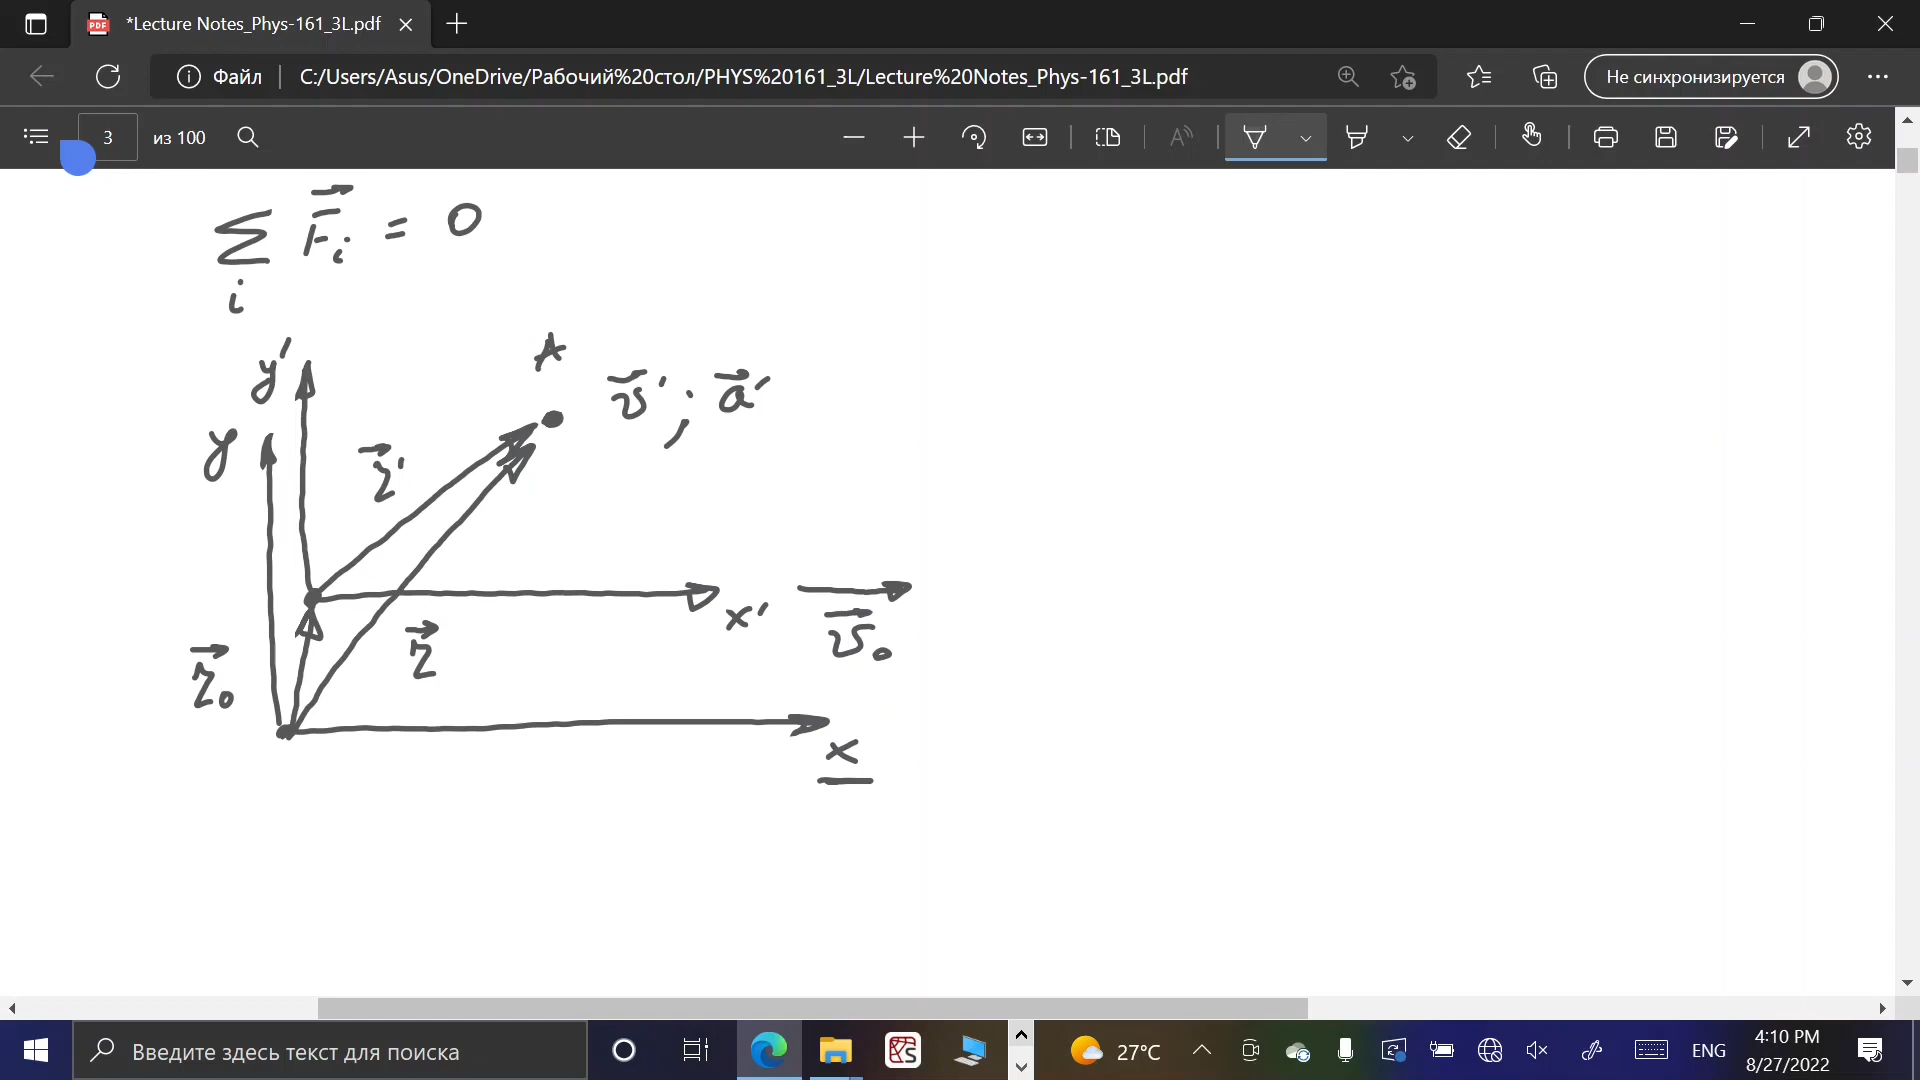 *Lecture Notes_Phys-161_3L.pdf
Файл C:/Users/Asus/OneDrive/Рабочий%20стол/PHYS%20161_3L/Lecture%20Notes_Phys-161_3L.pdf Не синхронизируется
3 из 100
∑ F⃗ᵢ = 0
i
y′ A
v⃗′ ; a⃗′
y r⃗′
x′ v⃗₀
r⃗
r⃗₀
x
Введите здесь текст для поиска 27°C ENG 4:10 PM
8/27/2022